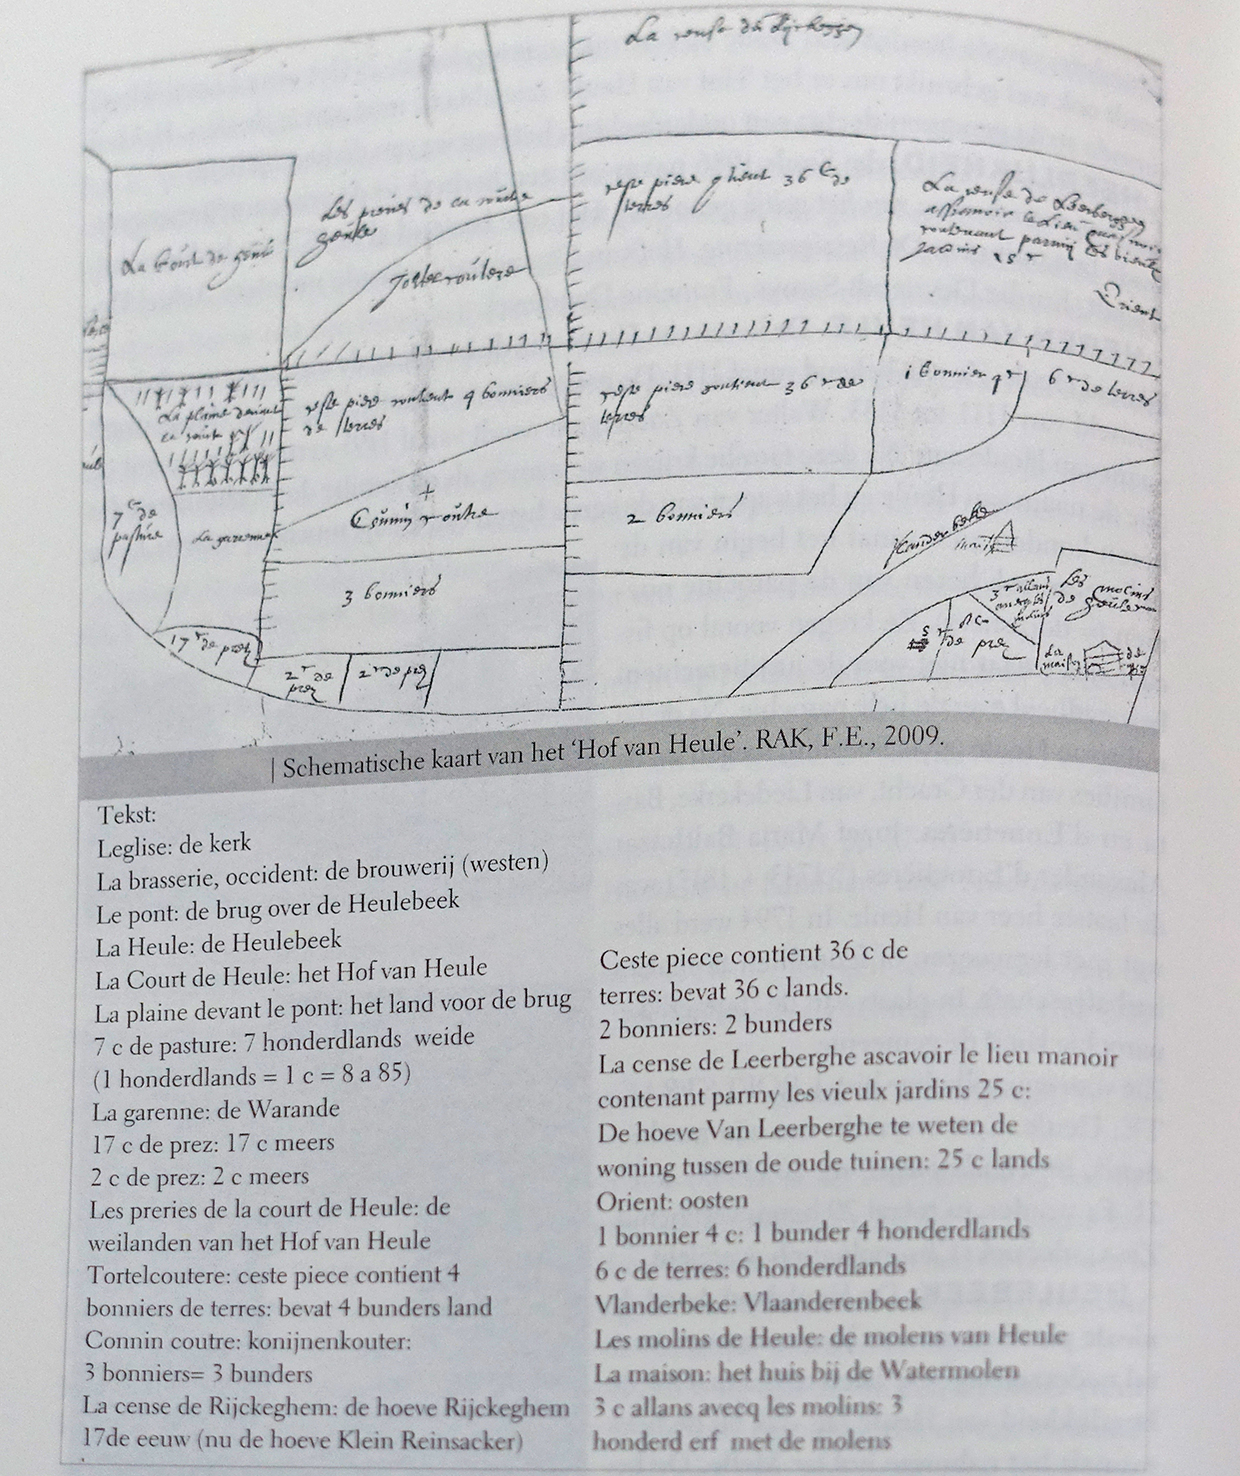 La cense de Rijckeghem
La Court de Heule
Les preries de la court de
heule
Tortelcoutere
ceste piece contient 36 c de
terres
La cense de Leerberghe
ascavoir le lieu manoir
contenant parmy les vieulx
jardins 25 c
Orient
La plaine devant
ceste piece contient 4 bonniers
de terres
ceste piece contient 36 c de
terres
1 bonnier 4 c
6 c de terres
7 c de
pasture
La garenne
Connin coutre
2 bonniers
Vlanderbeke
3 bonniers
17 c de prez
2 c de
prez
2 c de prez
5 c
de prez
3 c allans
avecq les
molins
Les molins
de heule
La
maison
| Schematische kaart van het ‘Hof van Heule’. RAK, F.E., 2009.
Tekst:
Leglise: de kerk
La brasserie, occident: de brouwerij (westen)
Le pont: de brug over de Heulebeek
La Heule: de Heulebeek
La Court de Heule: het Hof van Heule
La plaine devant le pont: het land voor de brug
7 c de pasture: 7 honderdlands weide
(1 honderdlands = 1 c = 8 a 85)
La garenne: de Warande
17 c de prez: 17 c meers
2 c de prez: 2 c meers
Les preries de la court de Heule: de
weilanden van het Hof van Heule
Tortelcoutere: ceste piece contient 4
bonniers de terres: bevat 4 bunders land
Connin coutre: konijnenkouter:
3 bonniers= 3 bunders
La cense de Rijckeghem: de hoeve Rijckeghem
17de eeuw (nu de hoeve Klein Reinsacker)
Ceste piece contient 36 c de
terres: bevat 36 c lands.
2 bonniers: 2 bunders
La cense de Leerberghe ascavoir le lieu manoir
contenant parmy les vieulx jardins 25 c:
De hoeve Van Leerberghe te weten de
woning tussen de oude tuinen: 25 c lands
Orient: oosten
1 bonnier 4 c: 1 bunder 4 honderdlands
6 c de terres: 6 honderdlands
Vlanderbeke: Vlaanderenbeek
Les molins de Heule: de molens van Heule
La maison: het huis bij de Watermolen
3 c allans avecq les molins: 3
honderd erf met de molens